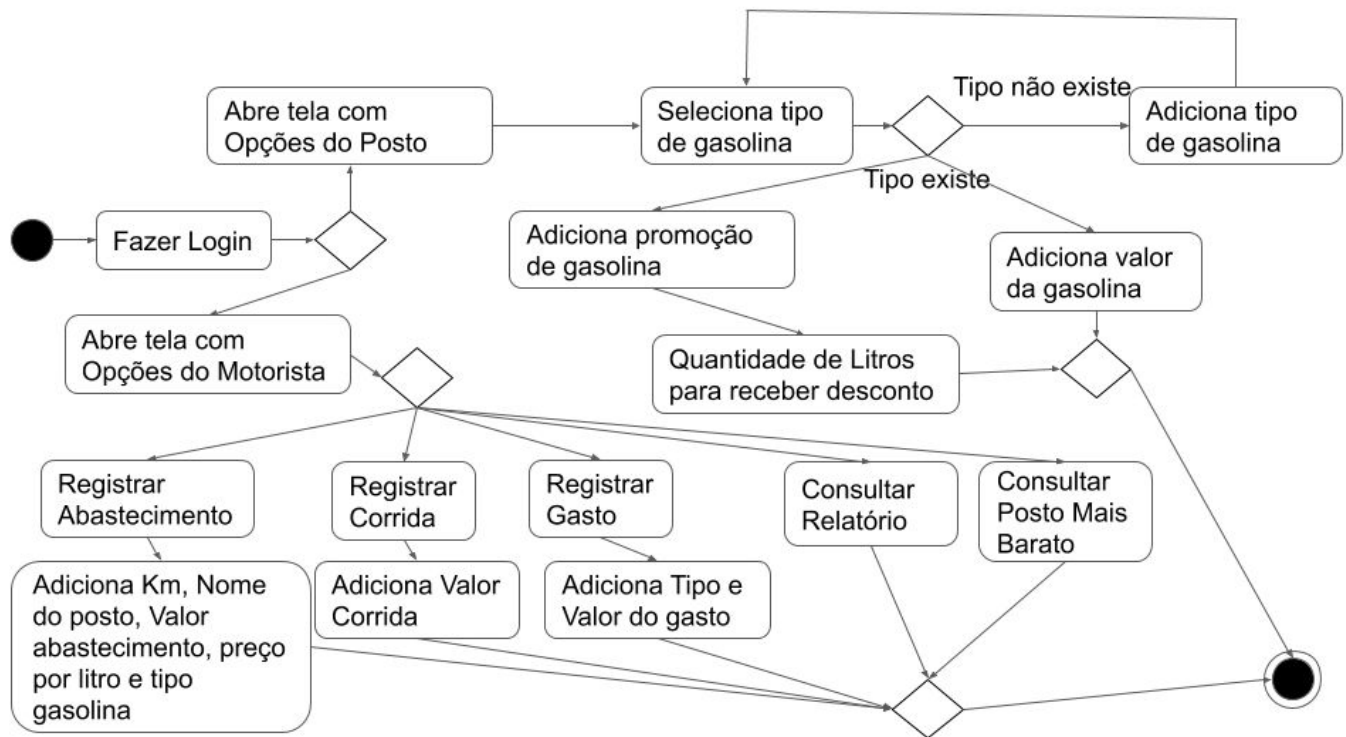 Tipo não existe
Abre tela com
Opções do Posto
Seleciona tipo
de gasolina
Adiciona tipo
de gasolina
Tipo existe
Fazer Login
Adiciona promoção
de gasolina
Adiciona valor
da gasolina
Abre tela com
Opções do Motorista
Quantidade de Litros
para receber desconto
Registrar
Abastecimento
Registrar
Corrida
Registrar
Gasto
Consultar
Relatório
Consultar
Posto Mais
Barato
Adiciona Km, Nome
do posto, Valor
abastecimento, preço
por litro e tipo
gasolina
Adiciona Valor
Corrida
Adiciona Tipo e
Valor do gasto